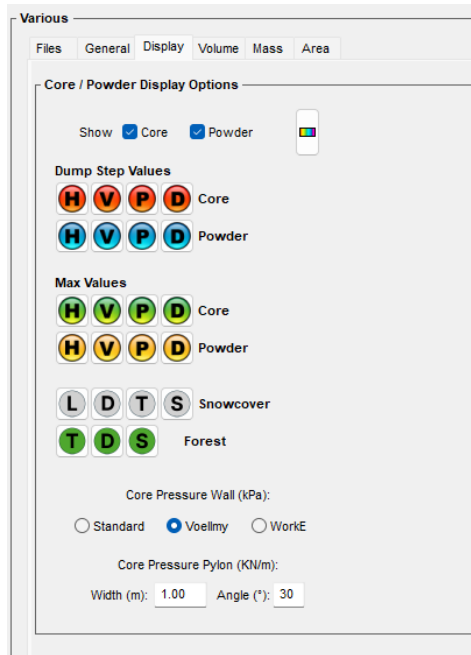 Various
Files General Display Volume Mass Area
Core / Powder Display Options
Show Core Powder
Dump Step Values
H V P D Core
H V P D Powder
Max Values
H V P D Core
H V P D Powder
L D T S Snowcover
T D S Forest
Core Pressure Wall (kPa):
Standard Voellmy WorkE
Core Pressure Pylon (KN/m):
Width (m): 1.00 Angle (°): 30